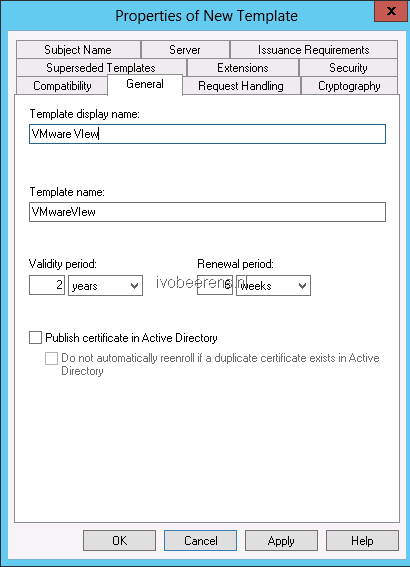 Properties of New Template
x
Subject Name Server Issuance Requirements
Superseded Templates Extensions Security
Compatibility General Request Handling Cryptography
Template display name:
VMware VIew
Template name:
VMwareVIew
Validity period: Renewal period:
2 years 6 weeks
ivobeerens.nl
Publish certificate in Active Directory
Do not automatically reenroll if a duplicate certificate exists in Active
Directory
OK Cancel Apply Help